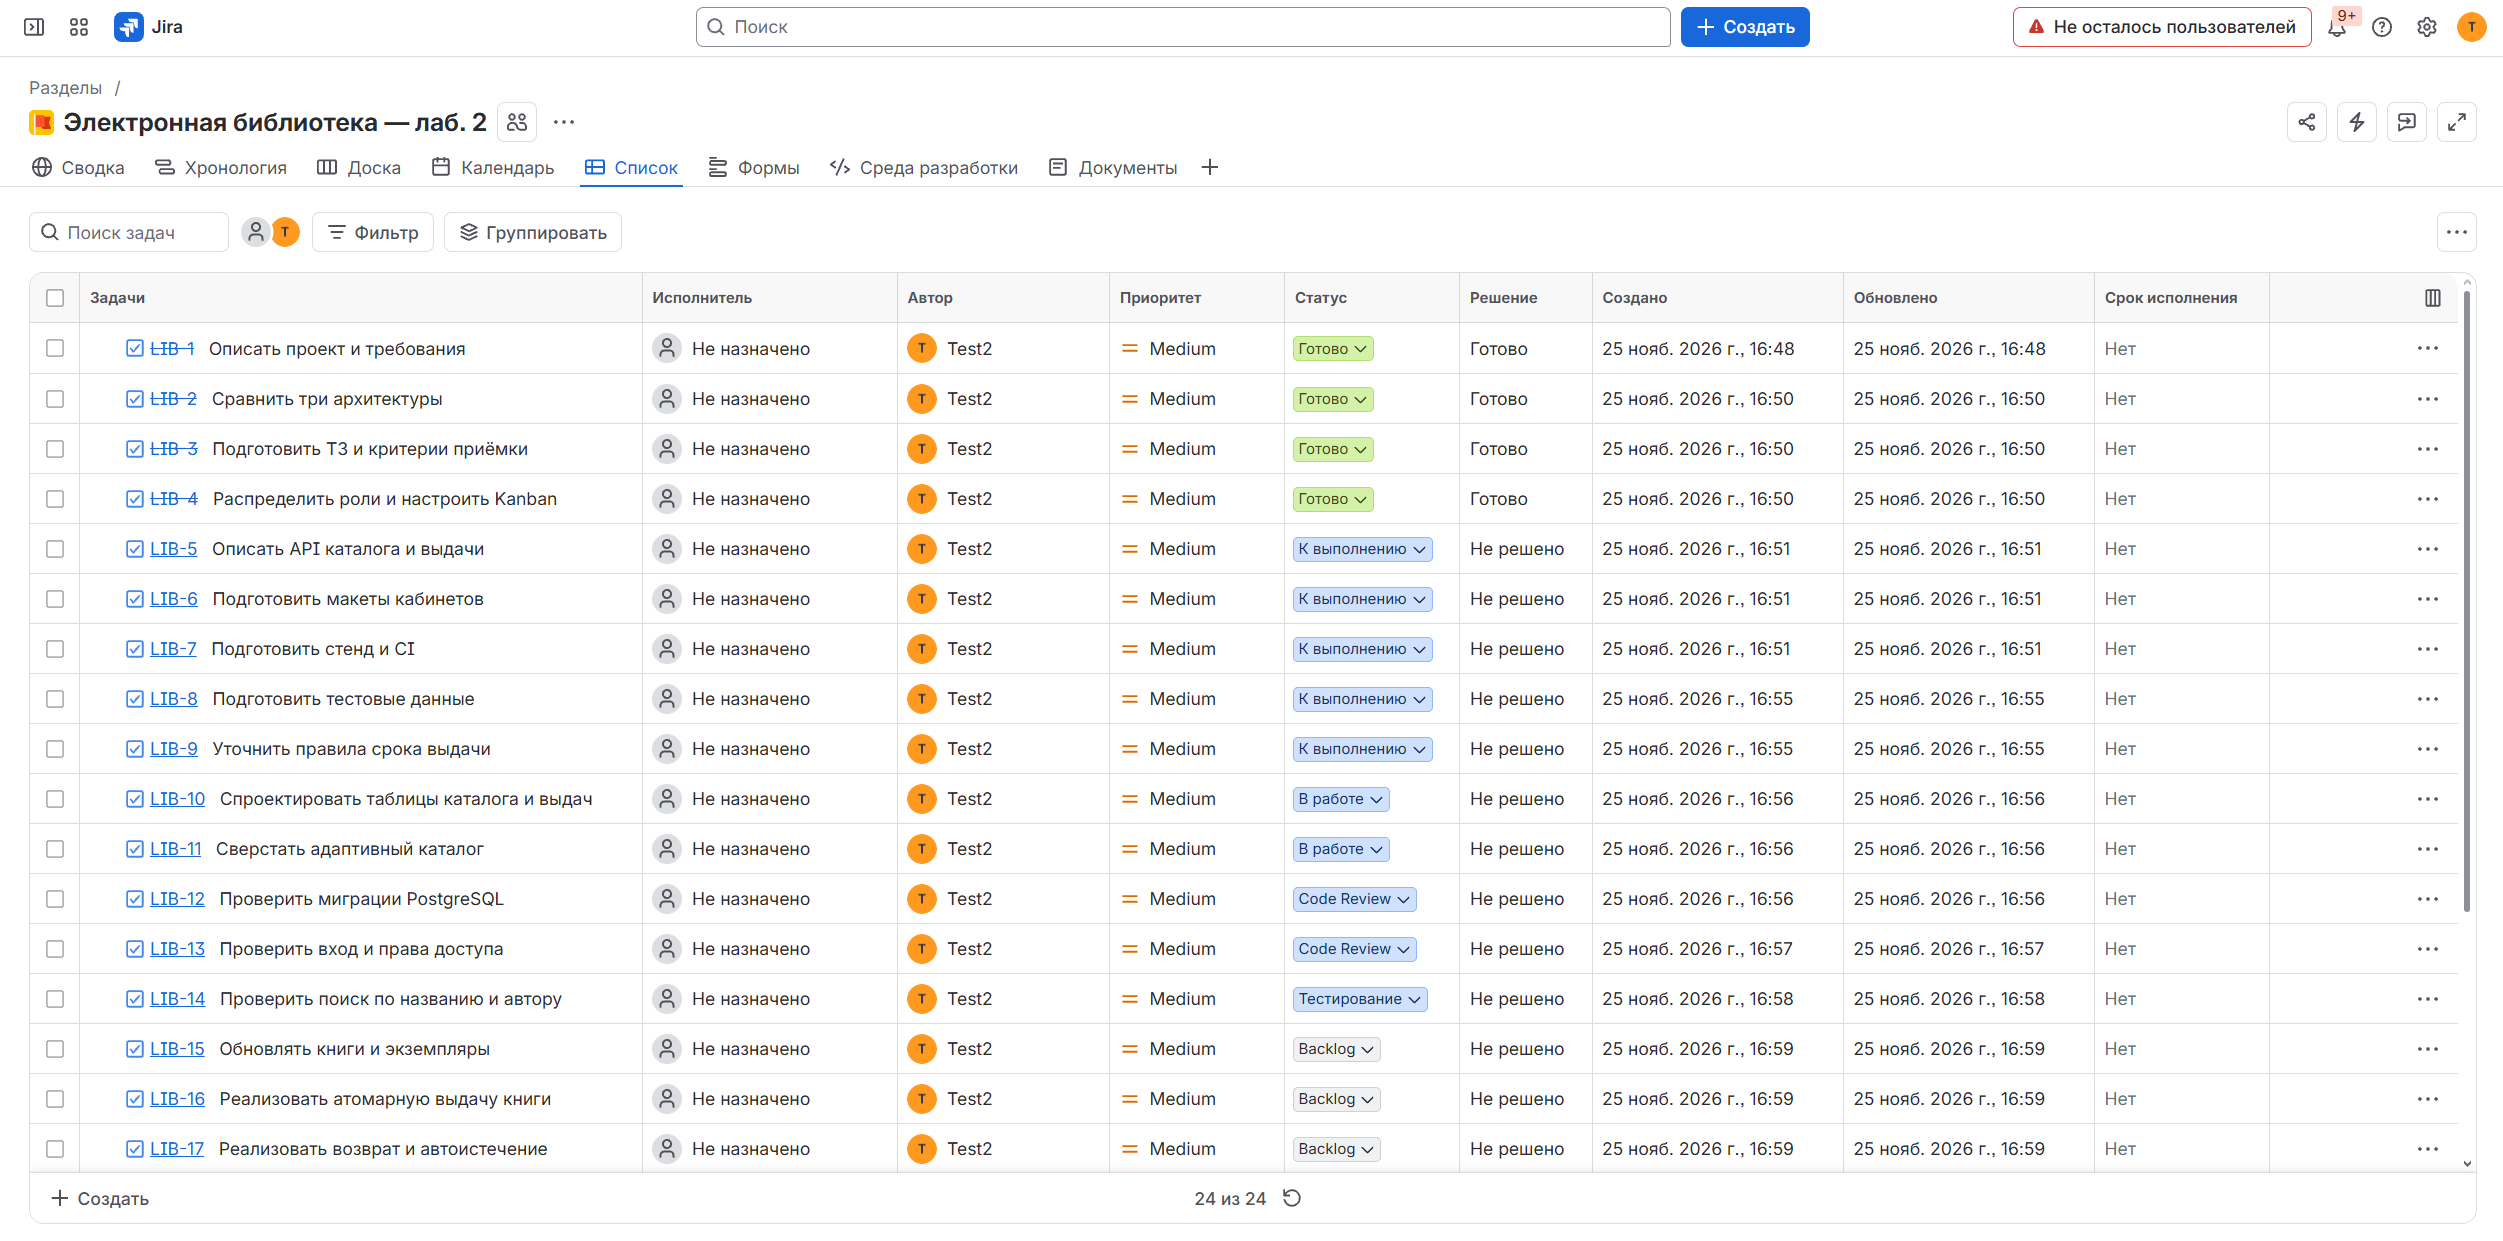 Jira
Поиск
Создать
Не осталось пользователей
9+
T
Разделы /
Электронная библиотека — лаб. 2
Сводка Хронология Доска Календарь Список Формы Среда разработки Документы
Поиск задач T Фильтр Группировать
Задачи Исполнитель Автор Приоритет Статус Решение Создано Обновлено Срок исполнения
LIB-1 Описать проект и требования Не назначено T Test2 Medium Готово Готово 25 нояб. 2026 г., 16:48 25 нояб. 2026 г., 16:48 Нет
LIB-2 Сравнить три архитектуры Не назначено T Test2 Medium Готово Готово 25 нояб. 2026 г., 16:50 25 нояб. 2026 г., 16:50 Нет
LIB-3 Подготовить ТЗ и критерии приёмки Не назначено T Test2 Medium Готово Готово 25 нояб. 2026 г., 16:50 25 нояб. 2026 г., 16:50 Нет
LIB-4 Распределить роли и настроить Kanban Не назначено T Test2 Medium Готово Готово 25 нояб. 2026 г., 16:50 25 нояб. 2026 г., 16:50 Нет
LIB-5 Описать API каталога и выдачи Не назначено T Test2 Medium К выполнению Не решено 25 нояб. 2026 г., 16:51 25 нояб. 2026 г., 16:51 Нет
LIB-6 Подготовить макеты кабинетов Не назначено T Test2 Medium К выполнению Не решено 25 нояб. 2026 г., 16:51 25 нояб. 2026 г., 16:51 Нет
LIB-7 Подготовить стенд и CI Не назначено T Test2 Medium К выполнению Не решено 25 нояб. 2026 г., 16:51 25 нояб. 2026 г., 16:51 Нет
LIB-8 Подготовить тестовые данные Не назначено T Test2 Medium К выполнению Не решено 25 нояб. 2026 г., 16:55 25 нояб. 2026 г., 16:55 Нет
LIB-9 Уточнить правила срока выдачи Не назначено T Test2 Medium К выполнению Не решено 25 нояб. 2026 г., 16:55 25 нояб. 2026 г., 16:55 Нет
LIB-10 Спроектировать таблицы каталога и выдач Не назначено T Test2 Medium В работе Не решено 25 нояб. 2026 г., 16:56 25 нояб. 2026 г., 16:56 Нет
LIB-11 Сверстать адаптивный каталог Не назначено T Test2 Medium В работе Не решено 25 нояб. 2026 г., 16:56 25 нояб. 2026 г., 16:56 Нет
LIB-12 Проверить миграции PostgreSQL Не назначено T Test2 Medium Code Review Не решено 25 нояб. 2026 г., 16:56 25 нояб. 2026 г., 16:56 Нет
LIB-13 Проверить вход и права доступа Не назначено T Test2 Medium Code Review Не решено 25 нояб. 2026 г., 16:57 25 нояб. 2026 г., 16:57 Нет
LIB-14 Проверить поиск по названию и автору Не назначено T Test2 Medium Тестирование Не решено 25 нояб. 2026 г., 16:58 25 нояб. 2026 г., 16:58 Нет
LIB-15 Обновлять книги и экземпляры Не назначено T Test2 Medium Backlog Не решено 25 нояб. 2026 г., 16:59 25 нояб. 2026 г., 16:59 Нет
LIB-16 Реализовать атомарную выдачу книги Не назначено T Test2 Medium Backlog Не решено 25 нояб. 2026 г., 16:59 25 нояб. 2026 г., 16:59 Нет
LIB-17 Реализовать возврат и автоистечение Не назначено T Test2 Medium Backlog Не решено 25 нояб. 2026 г., 16:59 25 нояб. 2026 г., 16:59 Нет
Создать 24 из 24